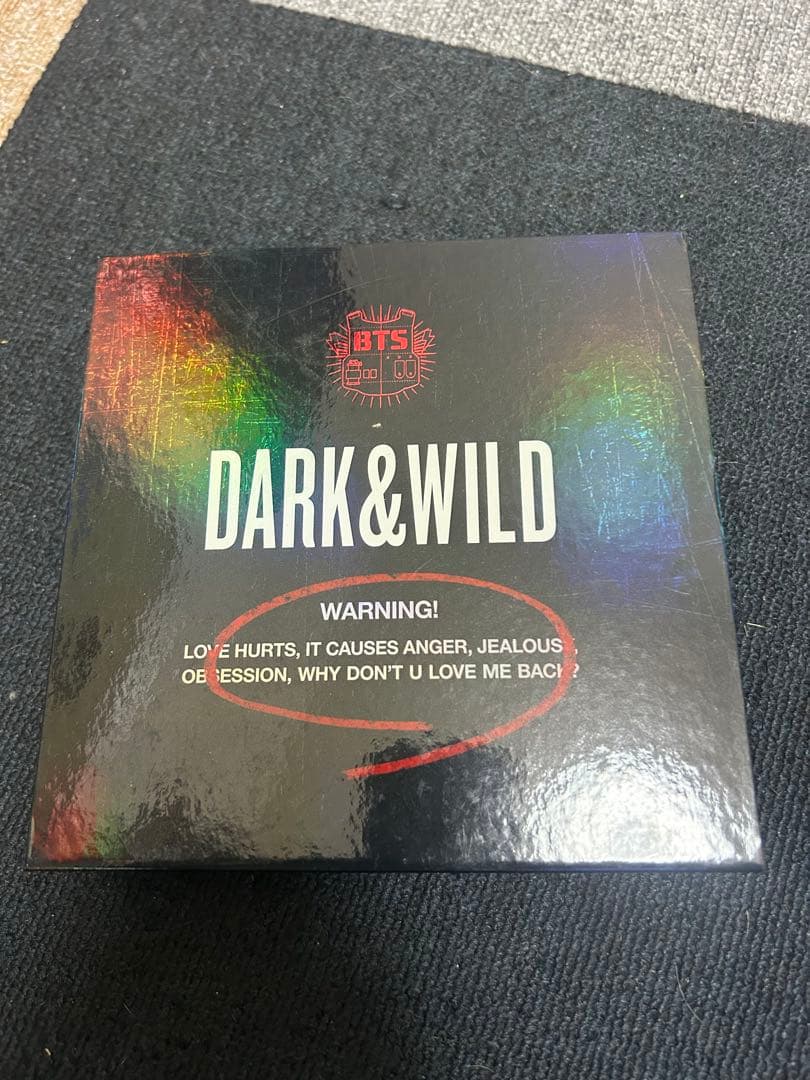 BTS
DARK&WILD
WARNING!
LOVE HURTS, IT CAUSES ANGER, JEALOUSY,
OBSESSION, WHY DON'T U LOVE ME BACK?